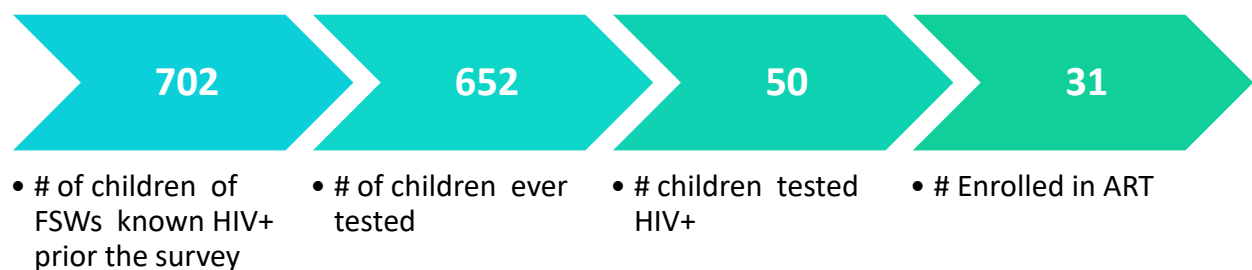 702
652
50
31
• # of children of
FSWs known HIV+
prior the survey
• # of children ever
tested
• # children tested
HIV+
• # Enrolled in ART